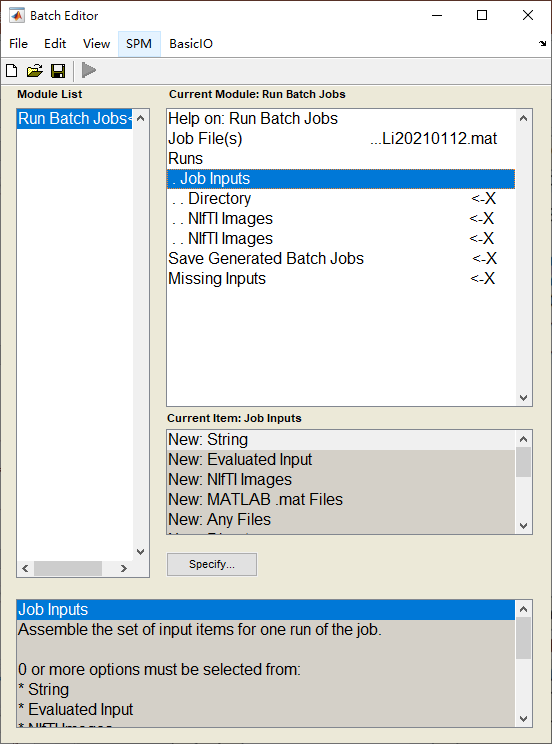 Batch Editor
File Edit View SPM BasicIO
Module List
Run Batch Jobs<
Current Module: Run Batch Jobs
Help on: Run Batch Jobs
Job File(s) ...Li20210112.mat
Runs
. Job Inputs
. . Directory <-X
. . NIfTI Images <-X
. . NIfTI Images <-X
Save Generated Batch Jobs <-X
Missing Inputs <-X
Current Item: Job Inputs
New: String
New: Evaluated Input
New: NIfTI Images
New: MATLAB .mat Files
New: Any Files
Specify...
Job Inputs
Assemble the set of input items for one run of the job.
0 or more options must be selected from:
* String
* Evaluated Input
* NIfTI Images